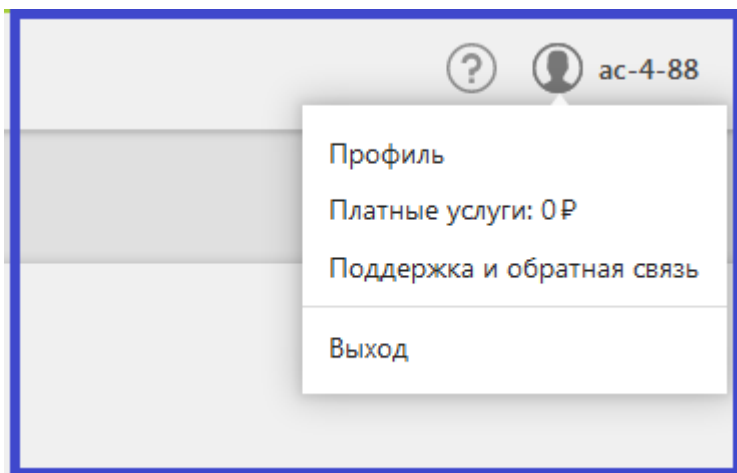 ?
ac-4-88
Профиль
Платные услуги: 0 ₽
Поддержка и обратная связь
Выход